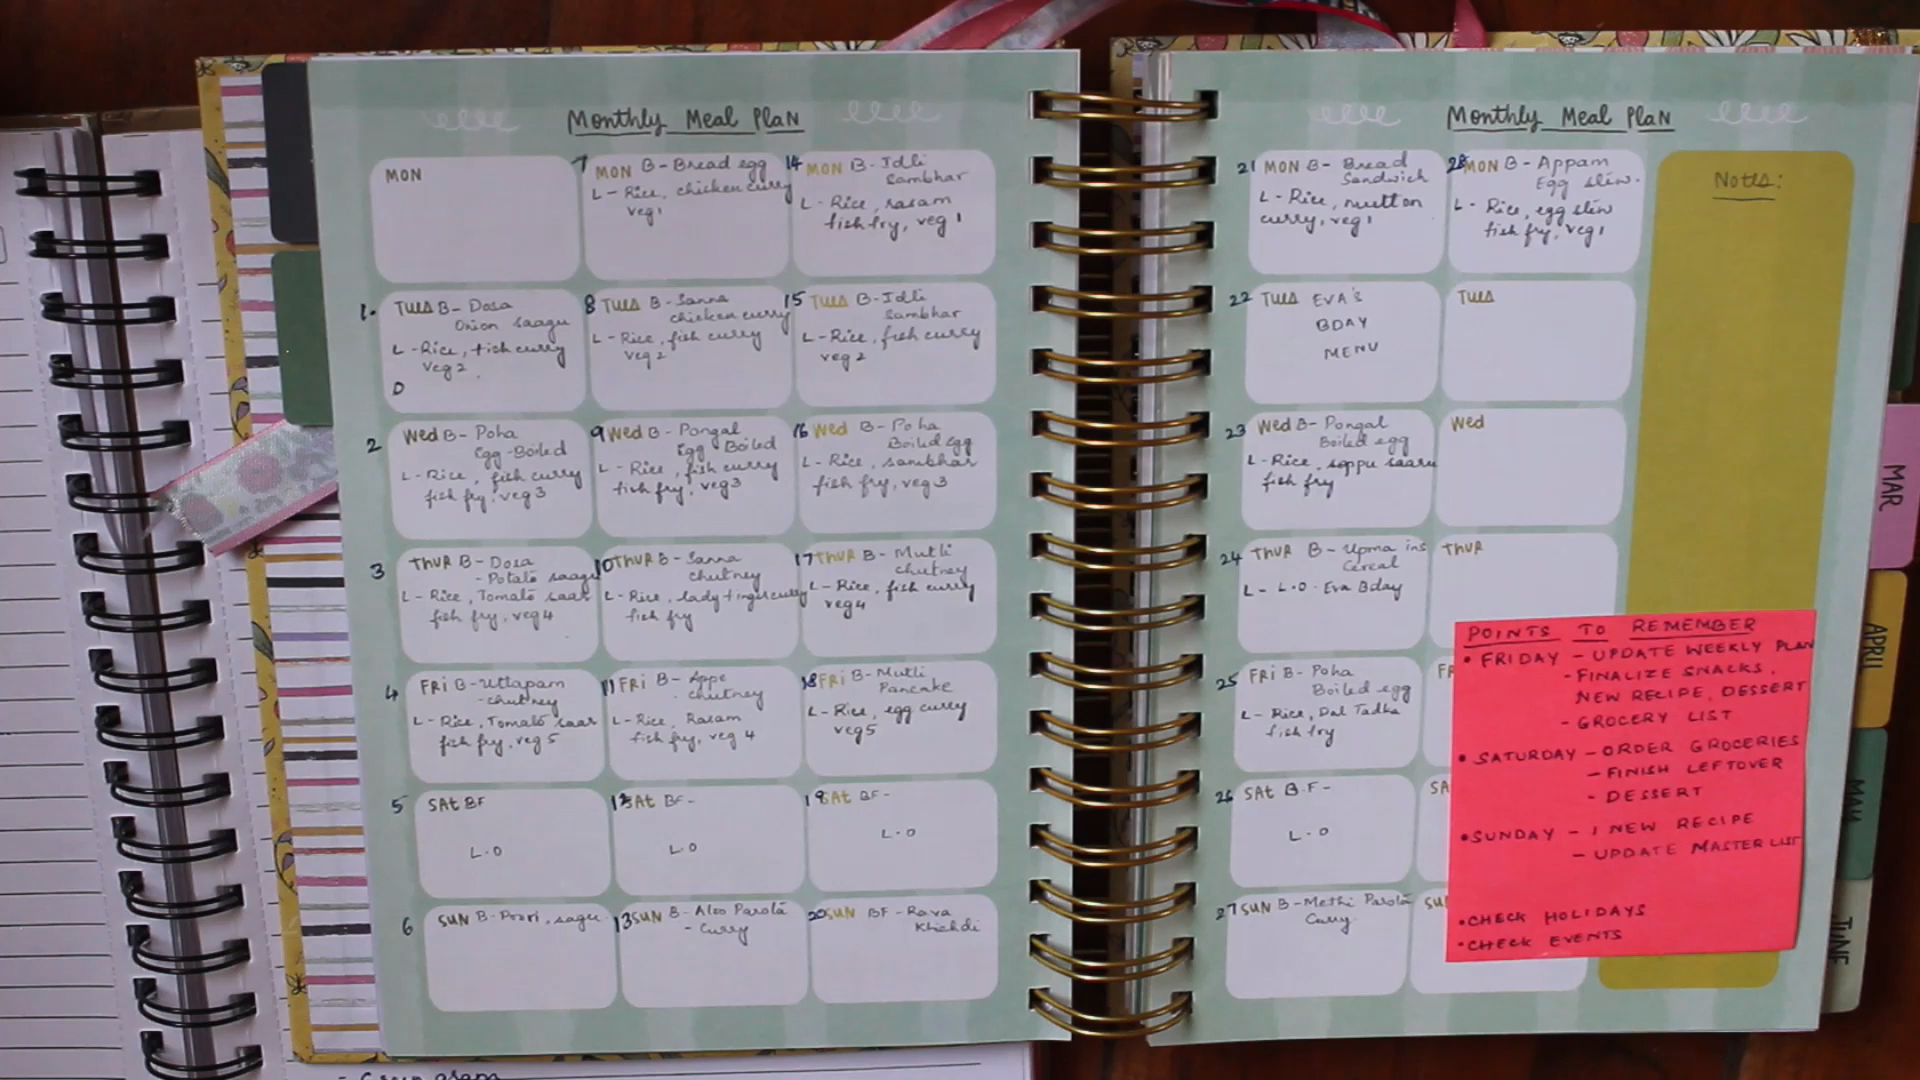 Monthly Meal Plan
MON
1. TUES B- Dosa
Onion saagu
L -Rice, fish curry
Veg 2
D
2 Wed B- Poha
Egg-Boiled
L -Rice, fish curry
fish fry, veg 3
3 THUR B- Dosa
- Potato saagu
L -Rice, Tomato saar
fish fry, veg 4
4 FRI B-Uttapam
-chutney
L -Rice, Tomato saar
fish fry, veg 5
5 SAT BF
L.O
6 SUN B-Poori, sagu
7 MON B-Bread egg
L -Rice, chicken curry
veg 1
8 TUES B-Sanna
chicken curry
L -Rice, fish curry
veg 2
9 Wed B- Pongal
Egg Boiled
L -Rice, fish curry
fish fry, veg 3
10 THUR B- Sanna
chutney
L -Rice, lady finger curry
fish fry
11 FRI B- Appe
chutney
L -Rice, Rasam
fish fry, veg 4
12 SAT BF-
L.O
13 SUN B- Aloo Parota
- Curry
14 MON B- Idli
Sambhar
L -Rice, rasam
fish fry, veg 1
15 TUES B-Idli
Sambhar
L -Rice, fish curry
veg 2
16 Wed B-Poha
Boiled egg
L -Rice, sambhar
fish fry, veg 3
17 THUR B- Mutli
chutney
L -Rice, fish curry
veg 4
18 FRI B-Mutli
Pancake
L -Rice, egg curry
veg 5
19 SAT BF-
L.O
20 SUN BF -Rava
Khichdi
Monthly Meal Plan
21 MON B- Bread
Sandwich
L -Rice, mutton
curry, veg 1
22 TUES EVA'S
BDAY
MENU
23 Wed B- Pongal
Boiled egg
L -Rice, soppu saaru
fish fry
24 THUR B- Upma ins
Cereal
L - L.O. Eva Bday
25 FRI B- Poha
Boiled egg
L -Rice, Dal Tadka
fish fry
26 SAT B.F-
L.O
27 SUN B-Methi Parota
Curry
28 MON B- Appam
Egg stew.
L - Rice, egg stew
fish fry, veg 1
TUES
Wed
THUR
FR
SA
SU
Notes:
POINTS TO REMEMBER
• FRIDAY - UPDATE WEEKLY PLAN
- FINALIZE SNACKS,
NEW RECIPE, DESSERT
- GROCERY LIST
• SATURDAY - ORDER GROCERIES
- FINISH LEFTOVER
- DESSERT
• SUNDAY - 1 NEW RECIPE
- UPDATE MASTER LIST
• CHECK HOLIDAYS
• CHECK EVENTS
MAR
APRIL
MAY
JUNE